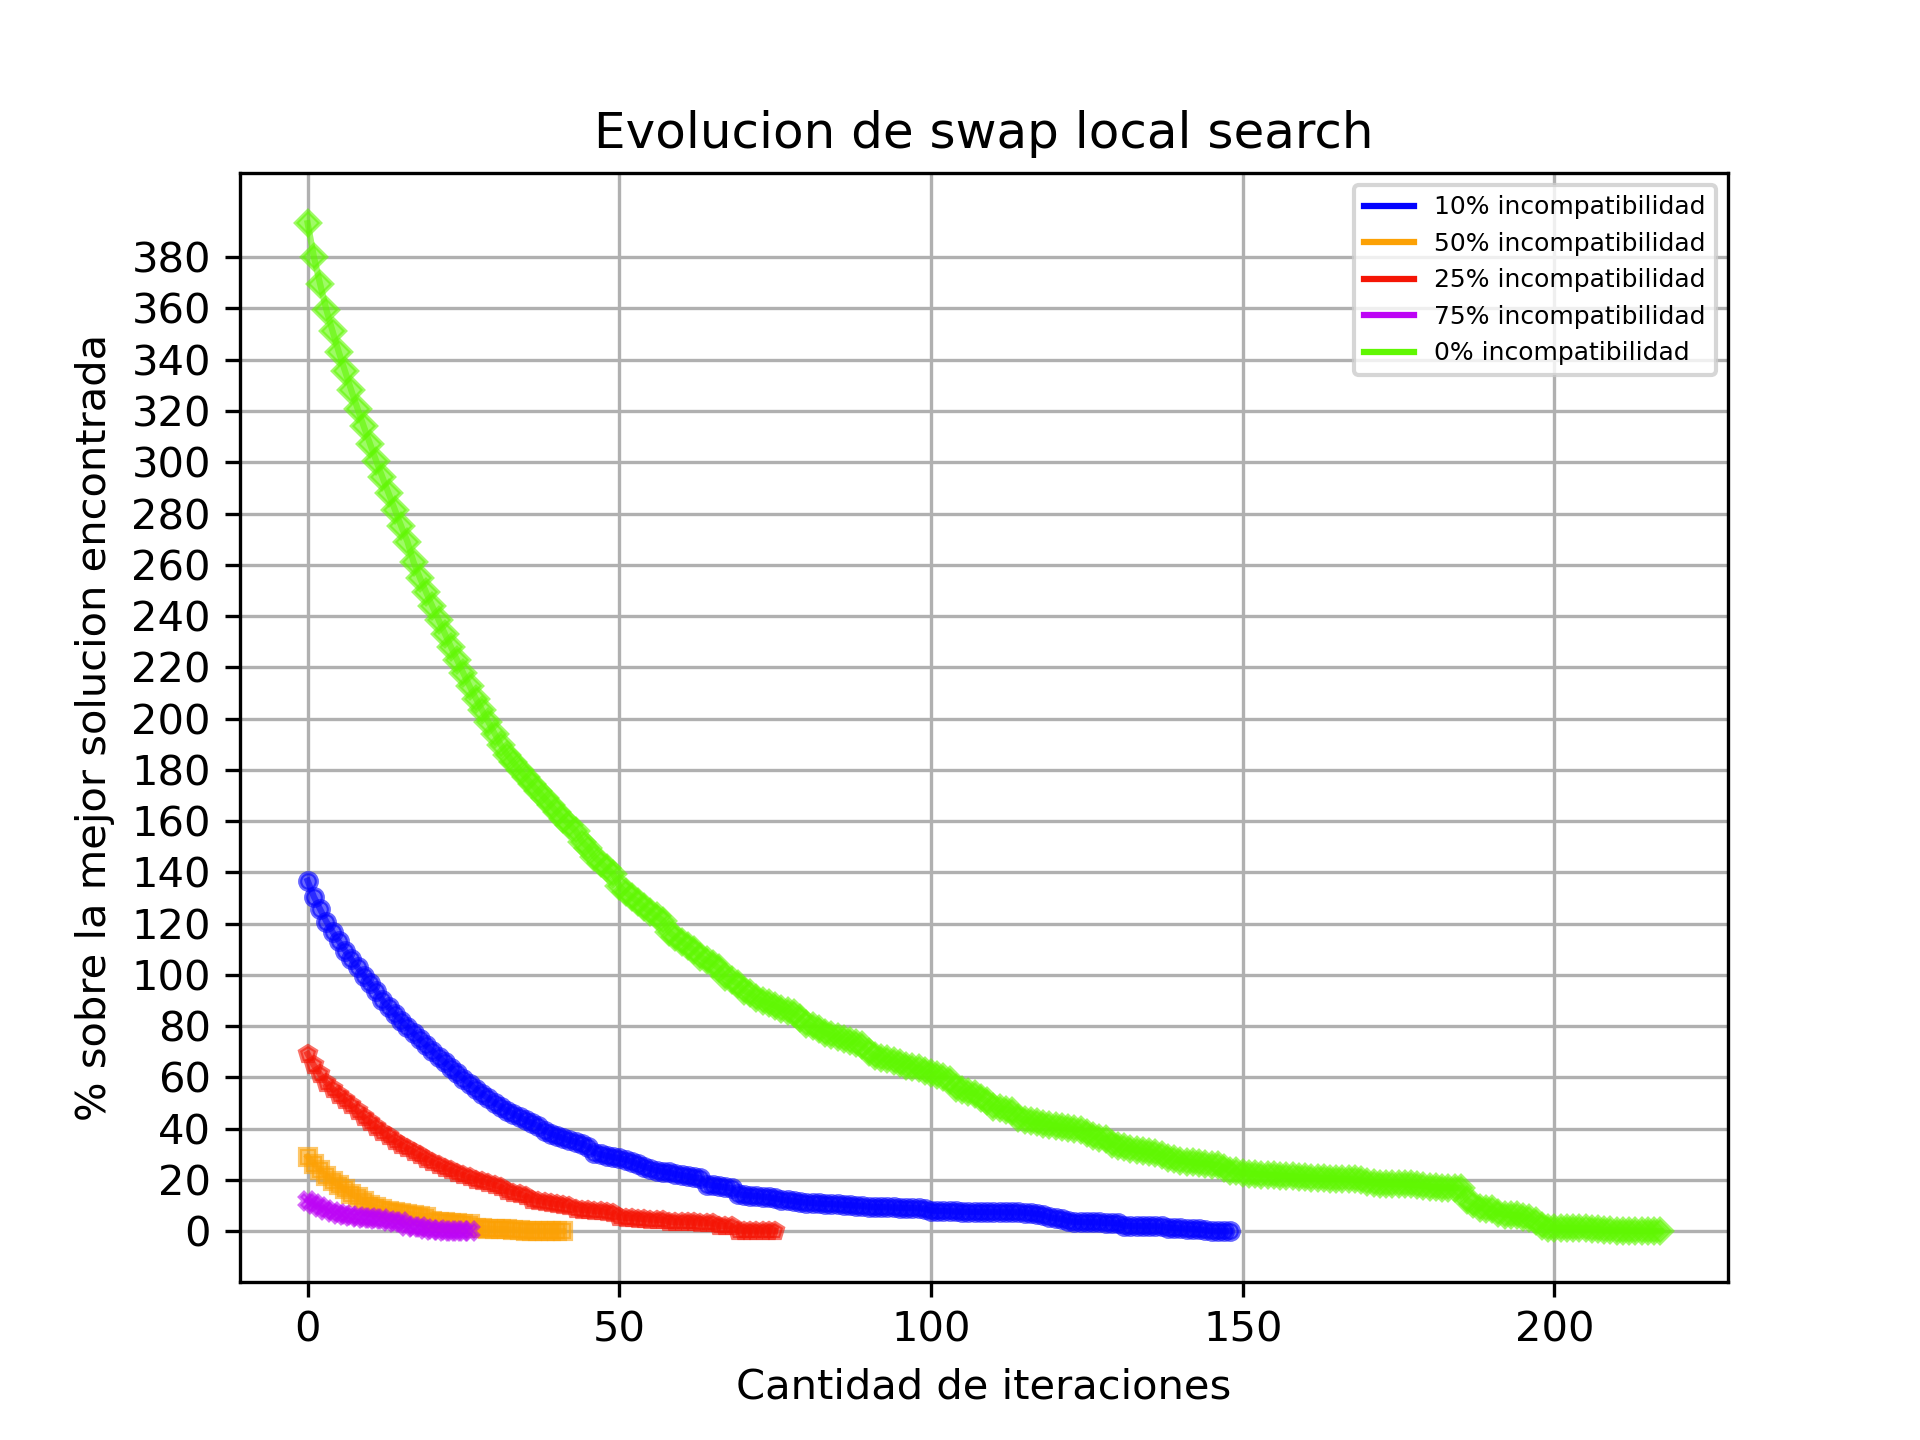 Evolucion de swap local search
10% incompatibilidad
50% incompatibilidad
25% incompatibilidad
75% incompatibilidad
0% incompatibilidad
% sobre la mejor solucion encontrada
380
360
340
320
300
280
260
240
220
200
180
160
140
120
100
80
60
40
20
0
0 50 100 150 200
Cantidad de iteraciones